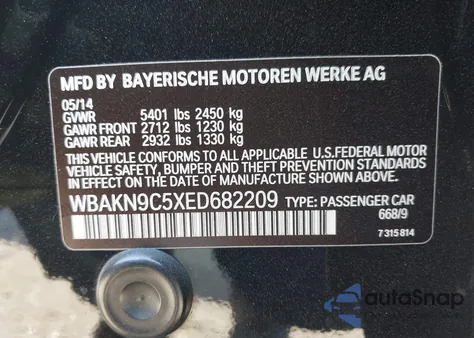 MFD BY BAYERISCHE MOTOREN WERKE AG
05/14
GVWR 5401 lbs 2450 kg
GAWR FRONT 2712 lbs 1230 kg
GAWR REAR 2932 lbs 1330 kg
THIS VEHICLE CONFORMS TO ALL APPLICABLE U.S.FEDERAL MOTOR
VEHICLE SAFETY, BUMPER AND THEFT PREVENTION STANDARDS
IN EFFECT ON THE DATE OF MANUFACTURE SHOWN ABOVE.
WBAKN9C5XED682209 TYPE: PASSENGER CAR
668/9
7315814
autaSnap